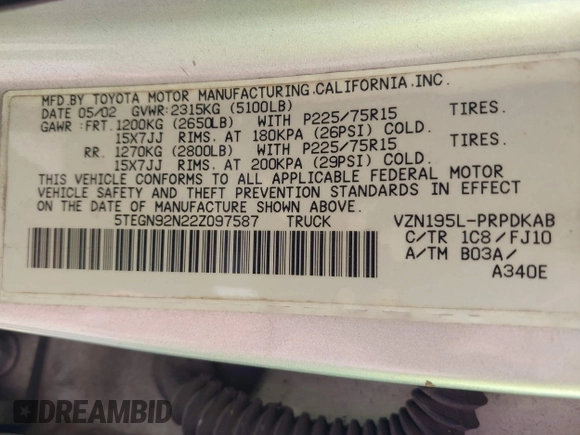 MFD.BY TOYOTA MOTOR MANUFACTURING.CALIFORNIA.INC.
DATE 05/02 GVWR:2315KG (5100LB)
GAWR:FRT.1200KG (2650LB) WITH P225/75R15 TIRES.
15X7JJ RIMS. AT 180KPA (26PSI) COLD.
RR. 1270KG (2800LB) WITH P225/75R15 TIRES.
15X7JJ RIMS. AT 200KPA (29PSI) COLD.
THIS VEHICLE CONFORMS TO ALL APPLICABLE FEDERAL MOTOR
VEHICLE SAFETY AND THEFT PREVENTION STANDARDS IN EFFECT
ON THE DATE OF MANUFACTURE SHOWN ABOVE.
5TEGN92N22Z097587 TRUCK VZN195L-PRPDKAB
C/TR 1C8/FJ10
A/TM B03A/
A340E
DREAMBID